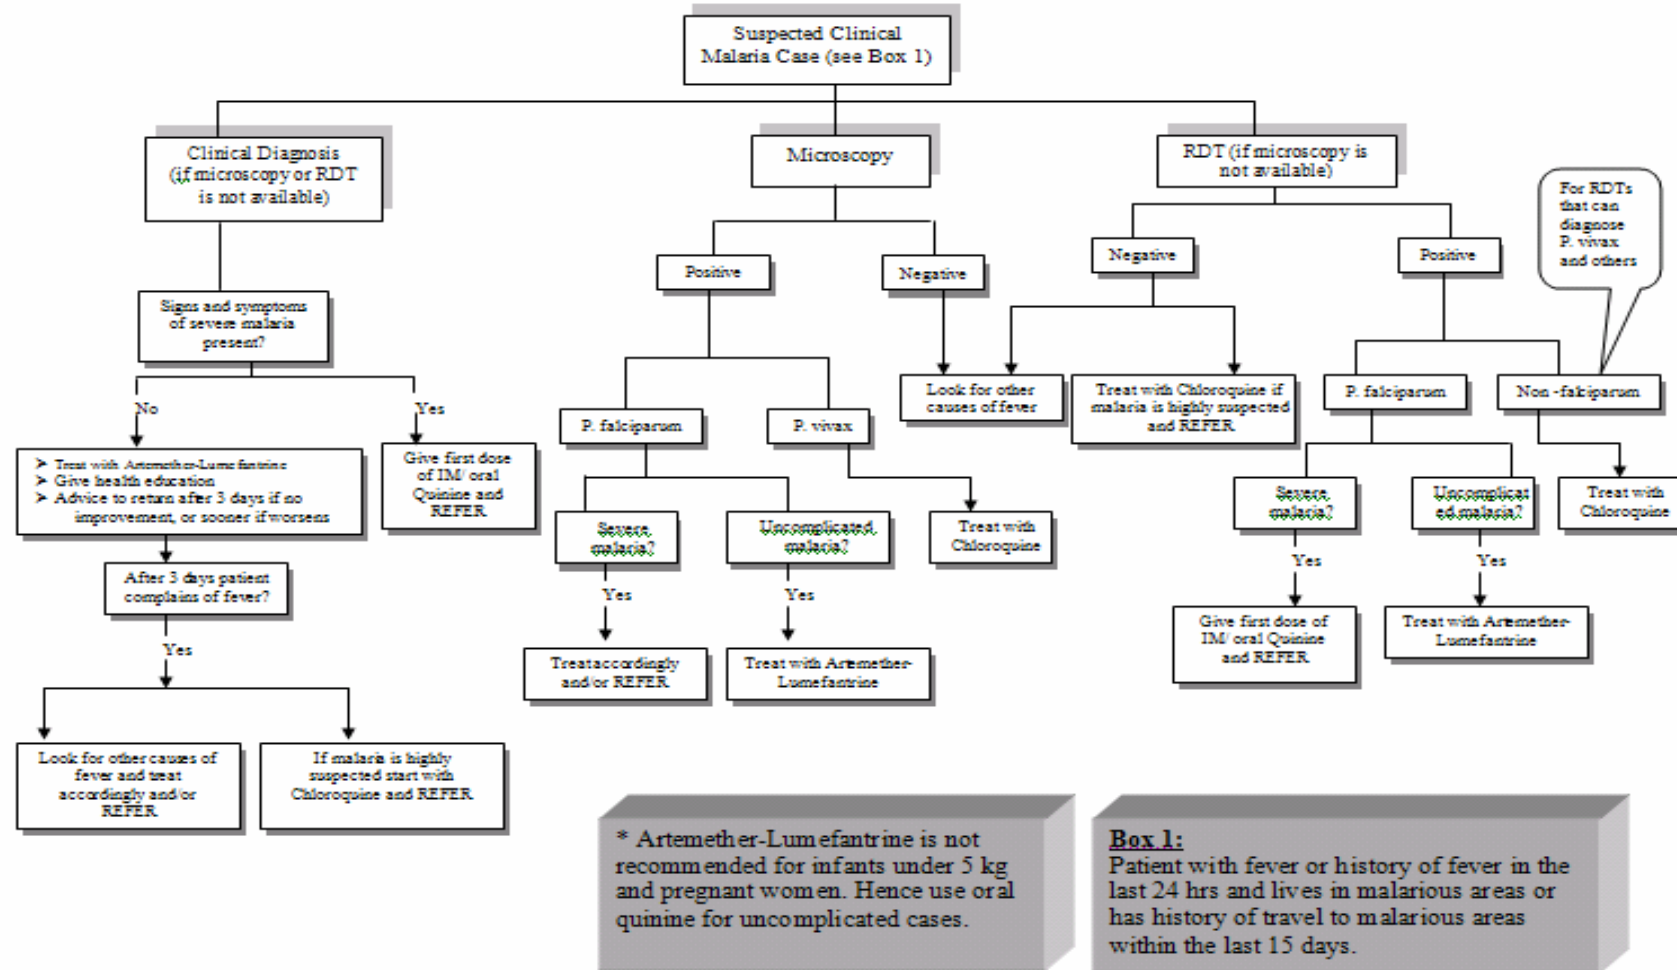 Suspected Clinical
Malaria Case (see Box 1)
Clinical Diagnosis
(if microscopy or RDT
is not available)
Microscopy
RDT (if microscopy is
not available)
For RDTs
that can
diagnose
P. vivax
and others
Positive
Negative
Negative
Positive
Signs and symptoms
of severe malaria
present?
No
Yes
Look for other
causes of fever
Treat with Chloroquine if
malaria is highly suspected
and REFER
P. falciparum
Non -falciparum
P. falciparum
P. vivax
➤ Treat with Artemether-Lumefantrine
➤ Give health education
➤ Advice to return after 3 days if no
improvement, or sooner if worsens
Give first dose
of IM/ oral
Quinine and
REFER
Severe
malaria?
Uncomplicated
malaria?
Treat with
Chloroquine
Severe
malaria?
Uncomplicat
ed malaria?
Treat with
Chloroquine
After 3 days patient
complains of fever?
Yes
Yes
Yes
Yes
Yes
Treat accordingly
and/or REFER
Treat with Artemether-
Lumefantrine
Give first dose of
IM/ oral Quinine
and REFER
Treat with Artemether-
Lumefantrine
Look for other causes of
fever and treat
accordingly and/or
REFER
If malaria is highly
suspected start with
Chloroquine and REFER
* Artemether-Lumefantrine is not
recommended for infants under 5 kg
and pregnant women. Hence use oral
quinine for uncomplicated cases.
Box 1:
Patient with fever or history of fever in the
last 24 hrs and lives in malarious areas or
has history of travel to malarious areas
within the last 15 days.